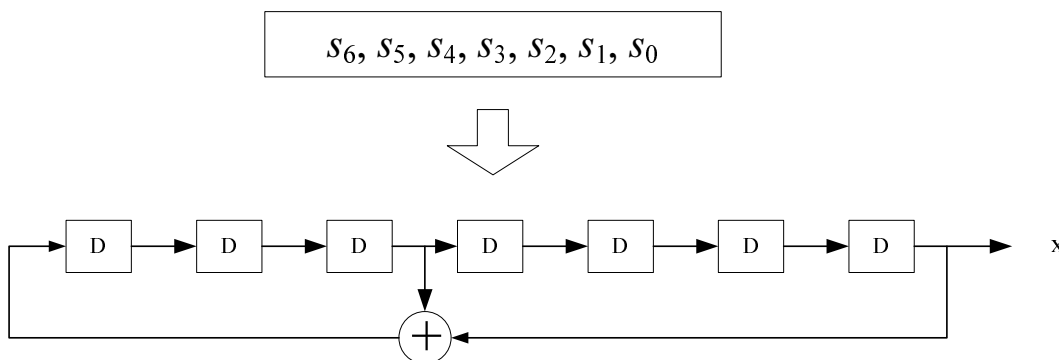 s₆, s₅, s₄, s₃, s₂, s₁, s₀
D D D D D D D x
+